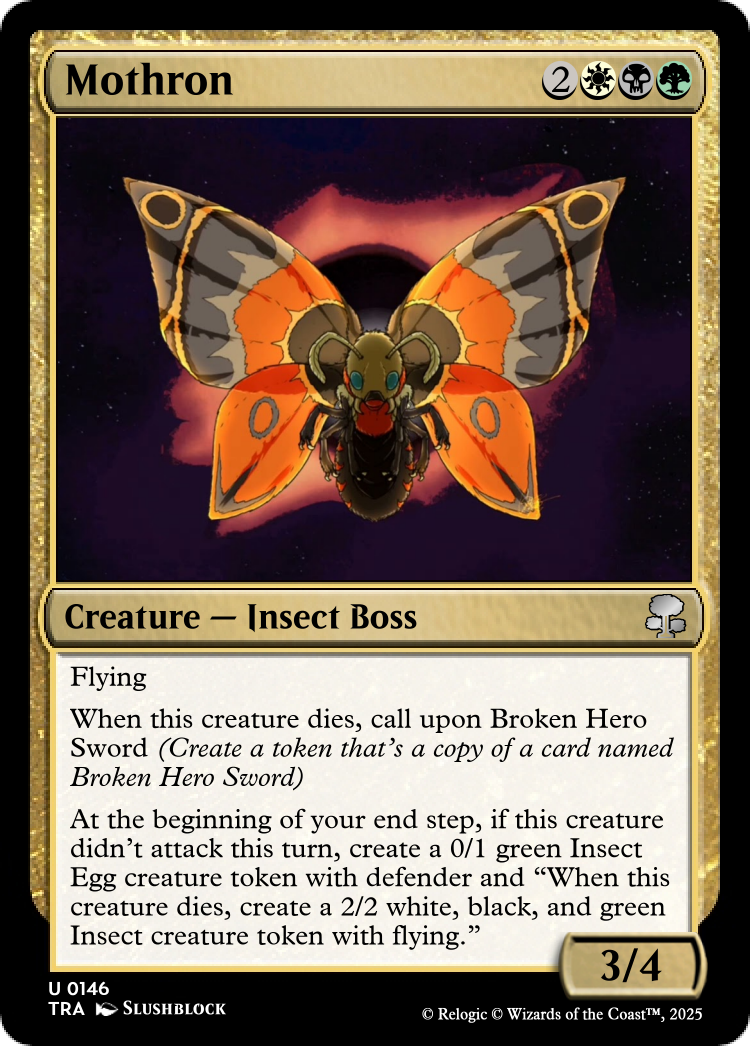 Mothron 2
Creature — Insect Boss
Flying
When this creature dies, call upon Broken Hero
Sword (Create a token that's a copy of a card named
Broken Hero Sword)
At the beginning of your end step, if this creature
didn't attack this turn, create a 0/1 green Insect
Egg creature token with defender and “When this
creature dies, create a 2/2 white, black, and green
Insect creature token with flying.”
3/4
U 0146
TRA SLUSHBLOCK
© Relogic © Wizards of the Coast™, 2025